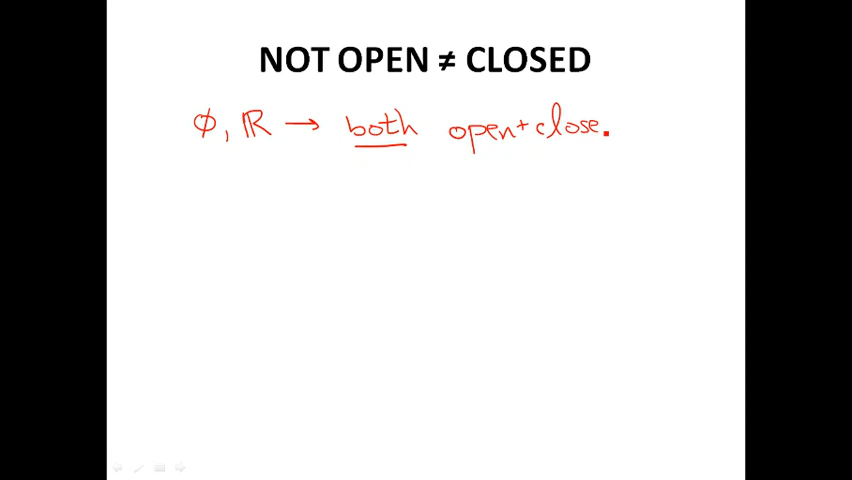 NOT OPEN ≠ CLOSED
∅, ℝ → both open + close.